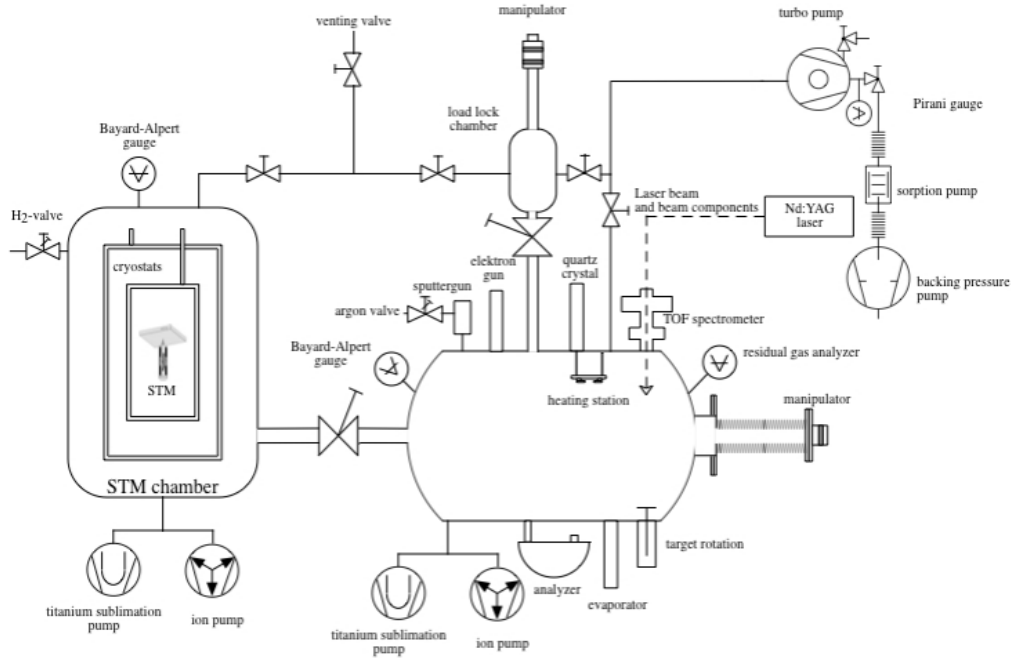 manipulator
turbo pump
venting valve
load lock
chamber
Pirani gauge
Bayard-Alpert
gauge
Laser beam
and beam components
Nd:YAG
laser
sorption pump
H2-valve
elektron
gun
quartz
crystal
cryostats
sputtergun
argon valve
backing pressure
pump
TOF spectrometer
Bayard-Alpert
gauge
residual gas analyzer
STM
heating station
manipulator
STM chamber
target rotation
analyzer
evaporator
titanium sublimation
pump
ion pump
titanium sublimation
pump
ion pump